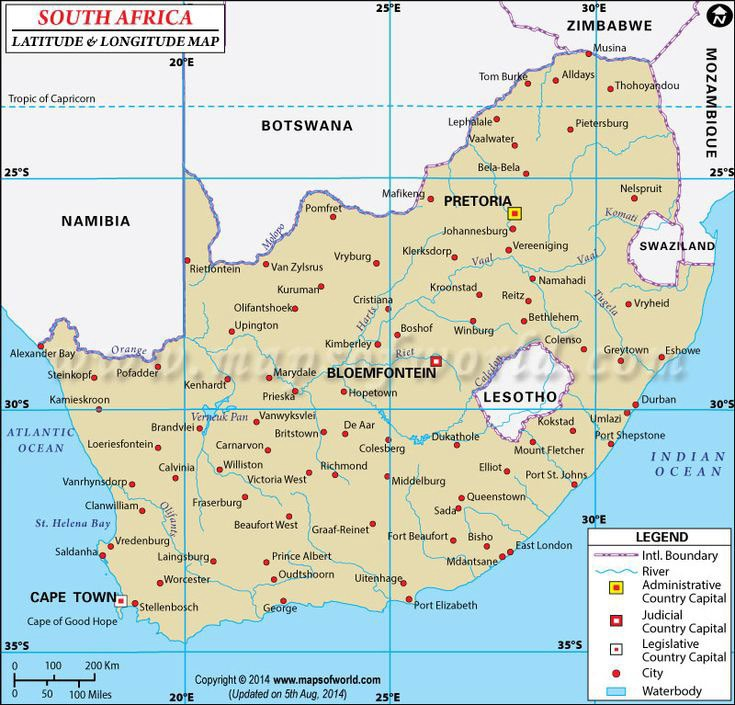 SOUTH AFRICA
LATITUDE & LONGITUDE MAP
20°E
25°E
30°E
N
ZIMBABWE
Musina
MOZAMBIQUE
Tom Burke
Alldays
Thohoyandou
Tropic of Capricorn
BOTSWANA
Lephalale
Pietersburg
Vaalwater
Bela-Bela
25°S
25°S
Mafikeng
Nelspruit
PRETORIA
Pomfret
Komati
NAMIBIA
Molopo
Johannesburg
SWAZILAND
Vereeniging
Klerksdorp
Vaal
Vaal
Rietfontein
Van Zylsrus
Vryburg
Kuruman
Namahadi
Kroonstad
Reitz
Tugela
Vryheid
Olifantshoek
Cristiana
Harts
Upington
Boshof
Winburg
Bethlehem
Colenso
Orange
Kimberley
Riet
Alexander Bay
Greytown
Eshowe
www.mapsofworld.com
Steinkopf
Pofadder
Kenhardt
Marydale
BLOEMFONTEIN
Caledon
Prieska
Hopetown
LESOTHO
Kamieskroon
Durban
30°S
30°S
Verneuk Pan
Vanwyksvlei
Umlazi
ATLANTIC
OCEAN
Brandvlei
Britstown
De Aar
Kokstad
Loeriesfontein
Carnarvon
Colesberg
Dukathole
Mount Fletcher
Port Shepstone
INDIAN
OCEAN
Calvinia
Williston
Richmond
Elliot
Port St. Johns
Vanrhynsdorp
Victoria West
Middelburg
Clanwilliam
Olifants
Fraserburg
Queenstown
Sada
St. Helena Bay
Beaufort West
Graaf-Reinet
30°S
Vredenburg
Fort Beaufort
Bisho
East London
Saldanha
Laingsburg
Prince Albert
Mdantsane
Worcester
Oudtshoorn
Uitenhage
CAPE TOWN
Stellenbosch
George
Port Elizabeth
Cape of Good Hope
35°S
35°S
LEGEND
Intl. Boundary
River
Administrative
Country Capital
Judicial
Country Capital
Legislative
Country Capital
City
Waterbody
0 100 200 Km
0 50 100 Miles
20°E
25°E
30°E
Copyright © 2014 www.mapsofworld.com
(Updated on 5th Aug, 2014)